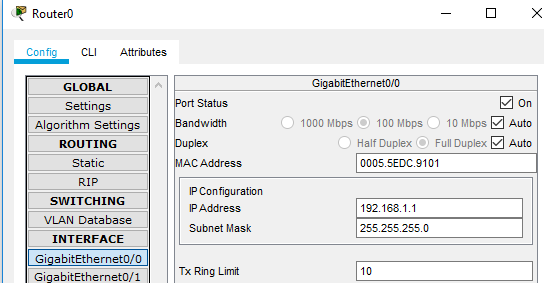 Router0
Config CLI Attributes
GLOBAL
Settings
Algorithm Settings
ROUTING
Static
RIP
SWITCHING
VLAN Database
INTERFACE
GigabitEthernet0/0
GigabitEthernet0/1
GigabitEthernet0/0
Port Status On
Bandwidth 1000 Mbps 100 Mbps 10 Mbps Auto
Duplex Half Duplex Full Duplex Auto
MAC Address 0005.5EDC.9101
IP Configuration
IP Address 192.168.1.1
Subnet Mask 255.255.255.0
Tx Ring Limit 10